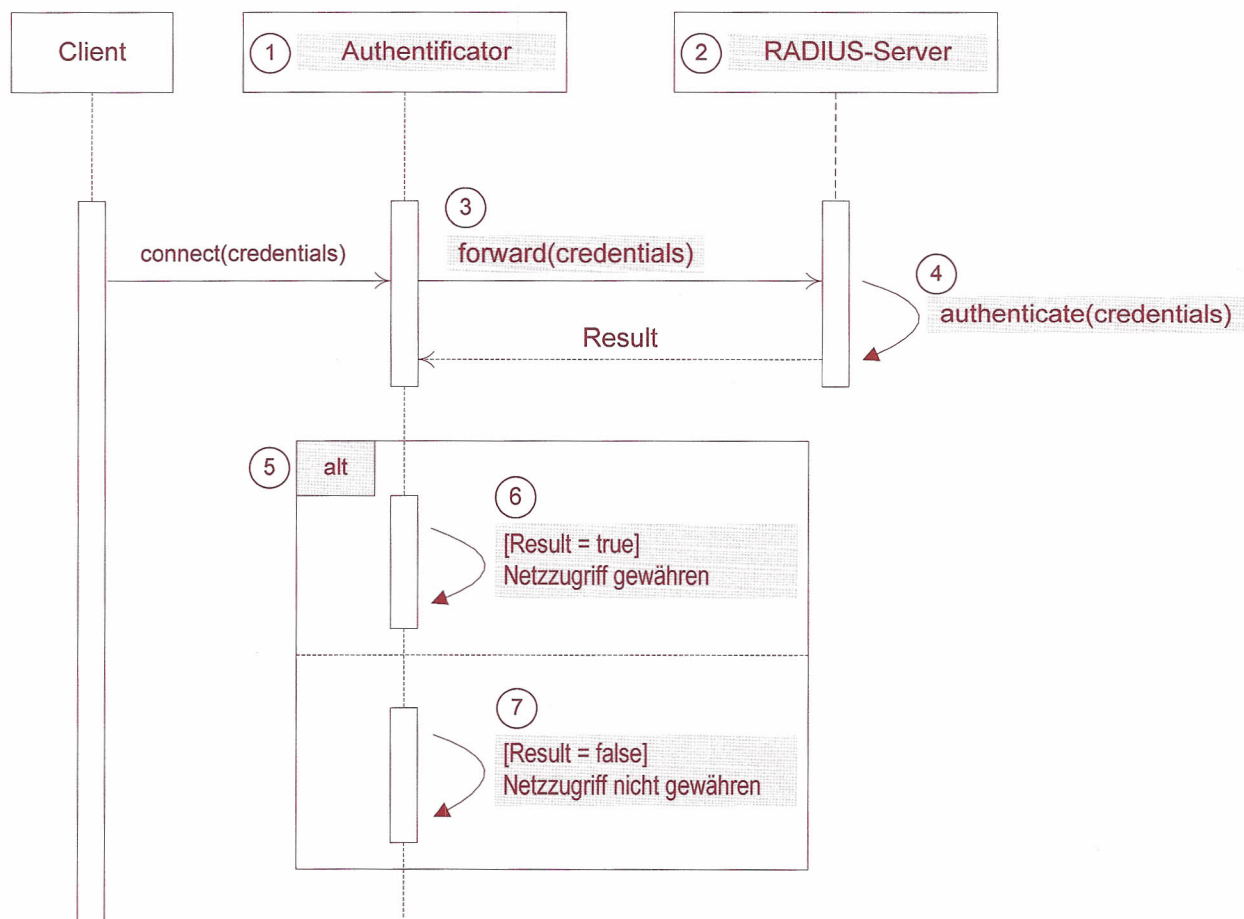 Client
1 Authentificator
2 RADIUS-Server
3
connect(credentials)
forward(credentials)
4
authenticate(credentials)
Result
5 alt
6
[Result = true]
Netzzugriff gewähren
7
[Result = false]
Netzzugriff nicht gewähren